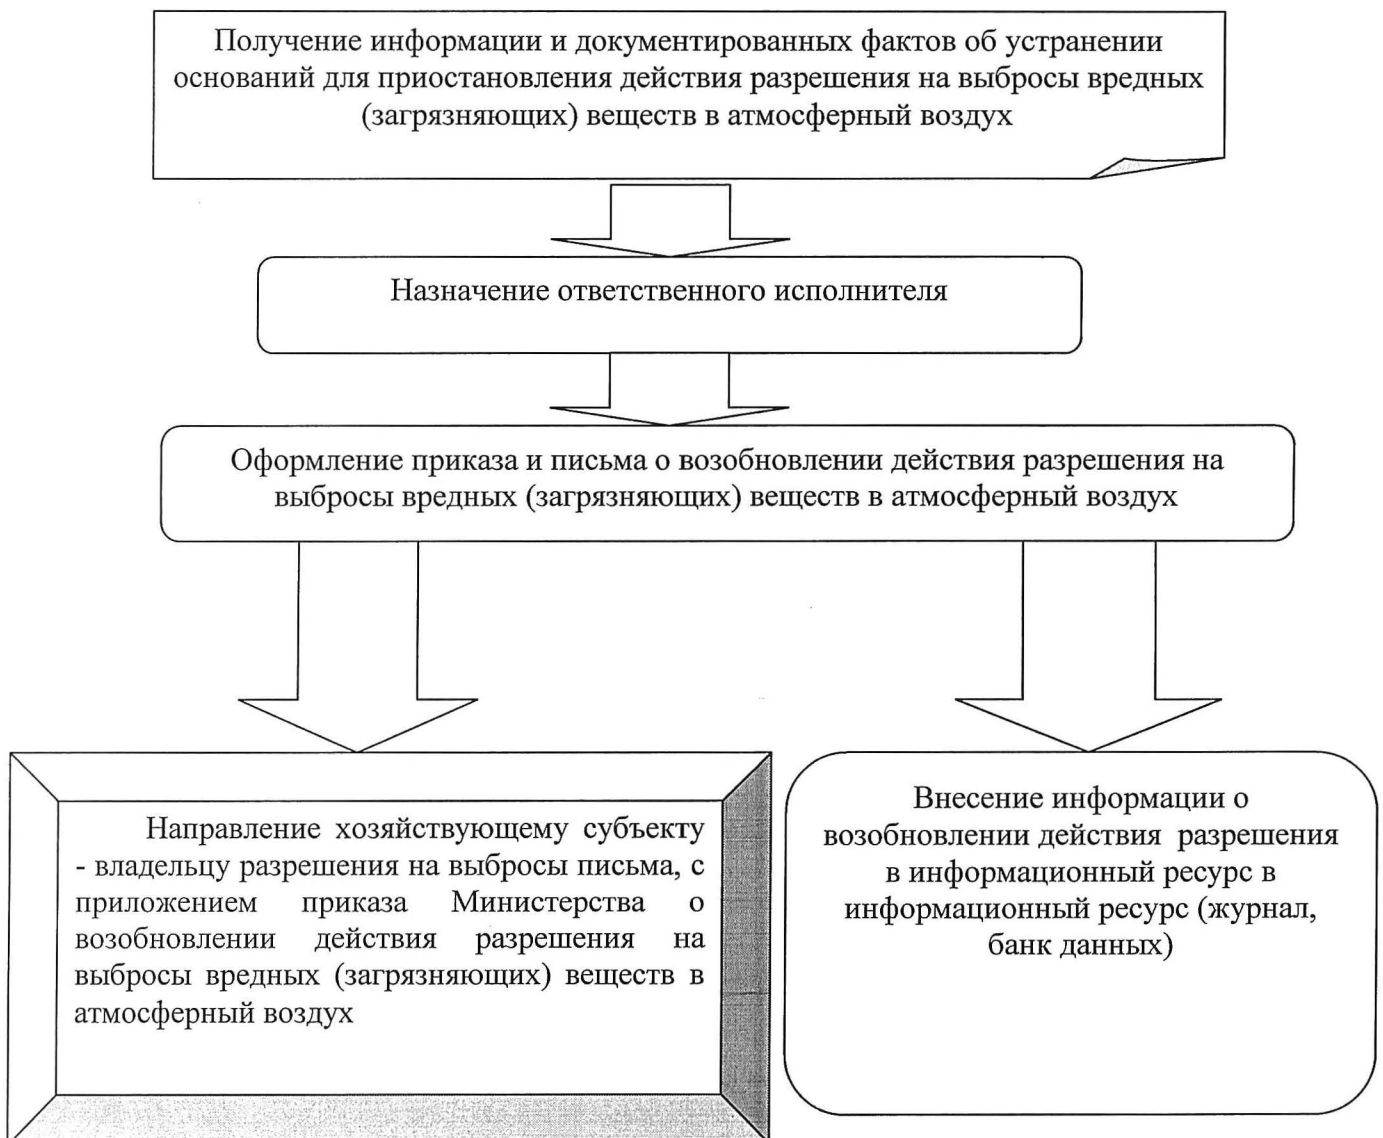 Получение информации и документированных фактов об устранении
оснований для приостановления действия разрешения на выбросы вредных
(загрязняющих) веществ в атмосферный воздух
Назначение ответственного исполнителя
Оформление приказа и письма о возобновлении действия разрешения на
выбросы вредных (загрязняющих) веществ в атмосферный воздух
Направление хозяйствующему субъекту
- владельцу разрешения на выбросы письма, с
приложением приказа Министерства о
возобновлении действия разрешения на
выбросы вредных (загрязняющих) веществ в
атмосферный воздух
Внесение информации о
возобновлении действия разрешения
в информационный ресурс в
информационный ресурс (журнал,
банк данных)